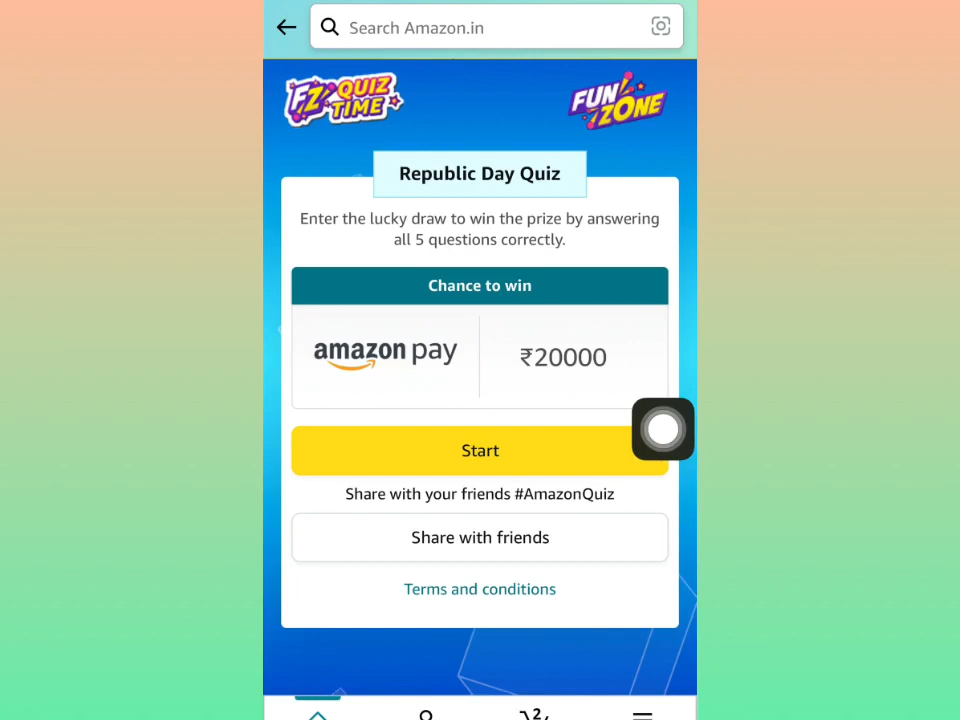 Search Amazon.in
FZ QUIZ TIME
FUN ZONE
Republic Day Quiz
Enter the lucky draw to win the prize by answering
all 5 questions correctly.
Chance to win
amazon pay
₹20000
Start
Share with your friends #AmazonQuiz
Share with friends
Terms and conditions
2